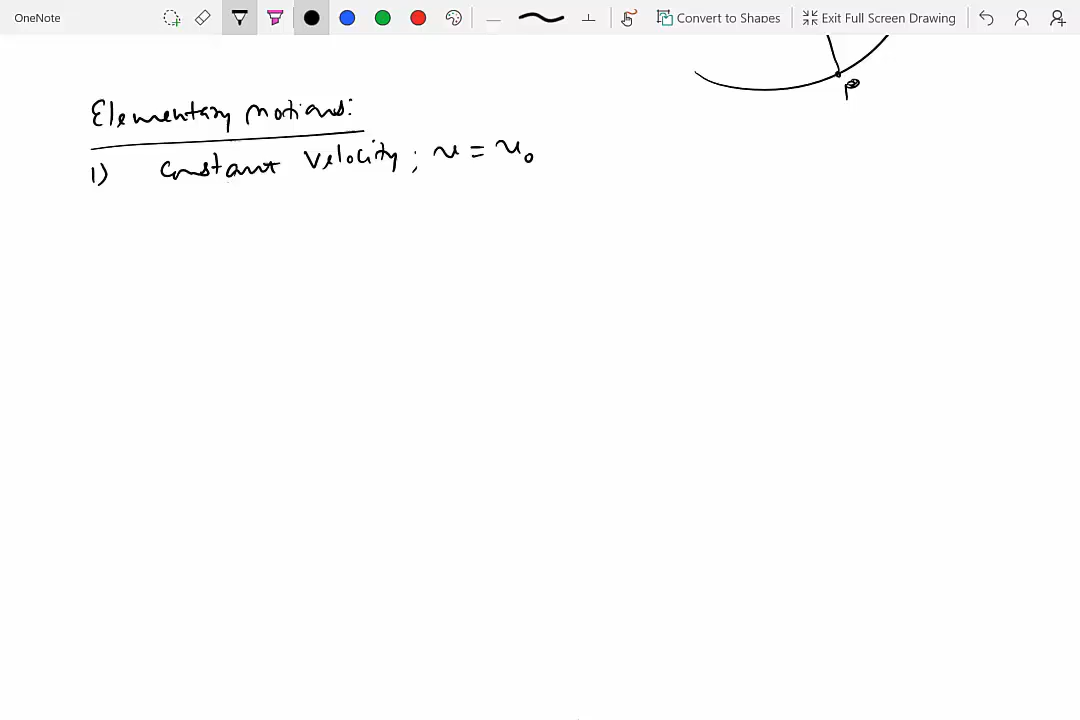 OneNote
Convert to Shapes
Exit Full Screen Drawing
P
Elementary motions:
1) Constant Velocity; v = v₀